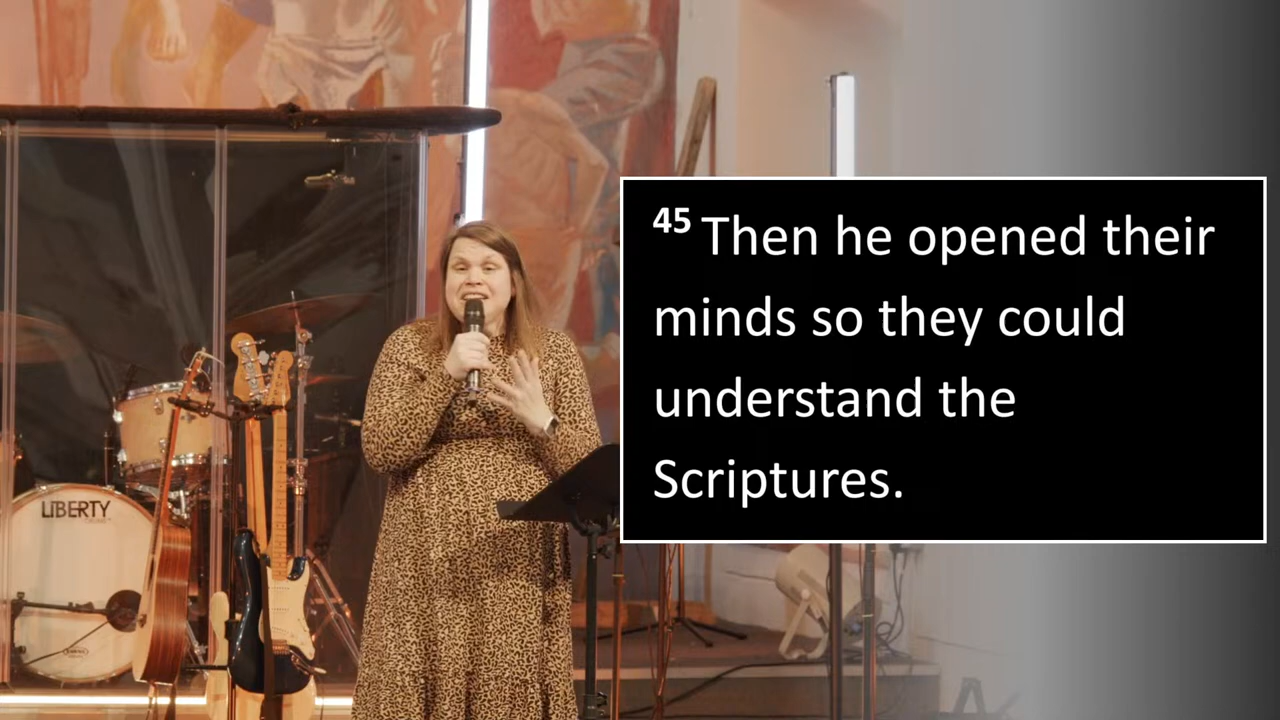 45 Then he opened their
minds so they could
understand the
Scriptures.
LIBERTY